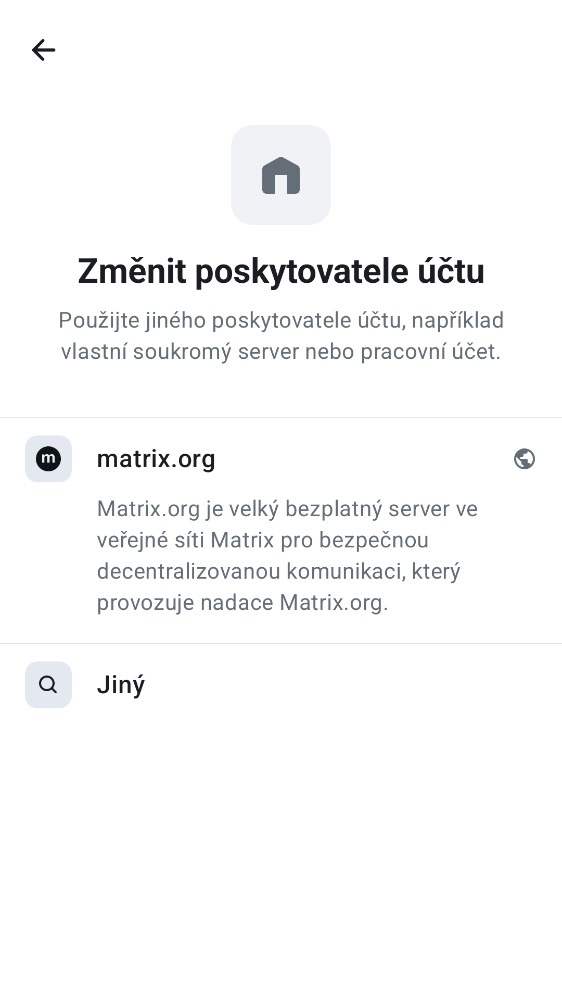 Změnit poskytovatele účtu
Použijte jiného poskytovatele účtu, například
vlastní soukromý server nebo pracovní účet.
m
matrix.org
Matrix.org je velký bezplatný server ve
veřejné síti Matrix pro bezpečnou
decentralizovanou komunikaci, který
provozuje nadace Matrix.org.
Jiný